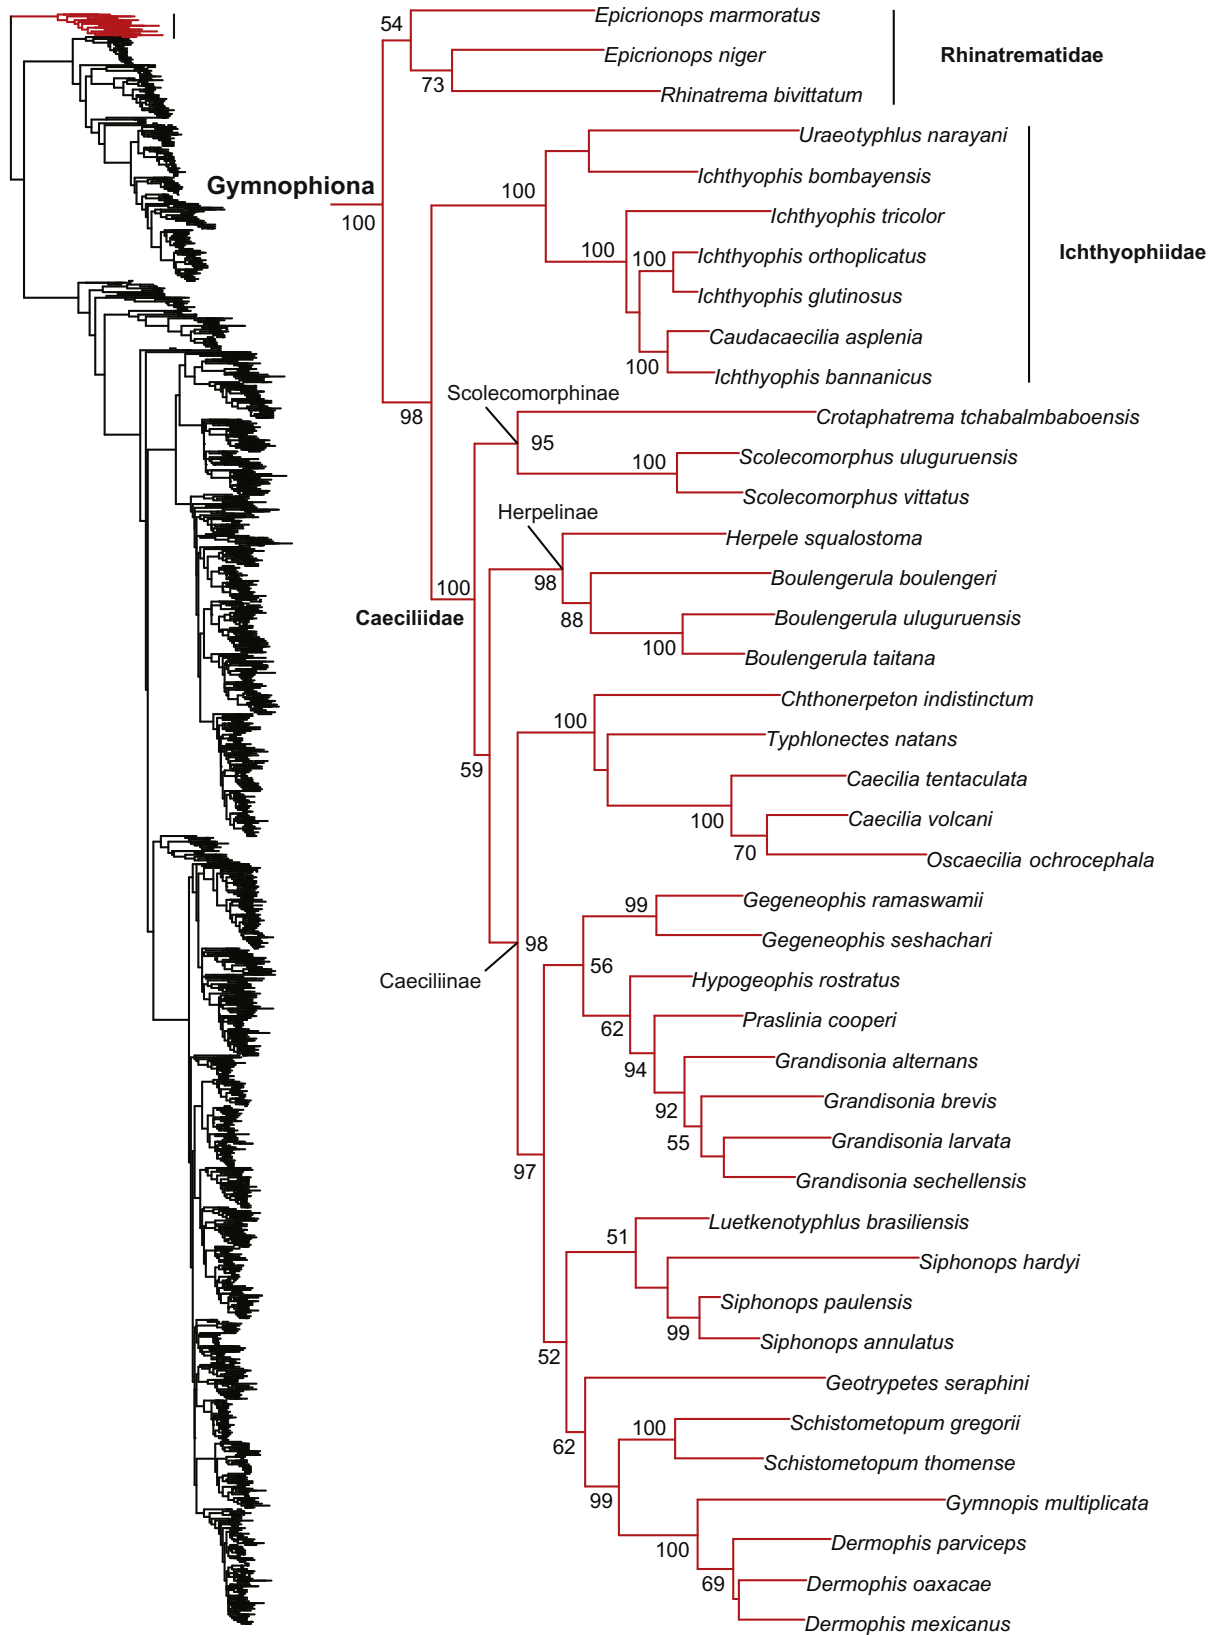 54
Epicrionops marmoratus
Epicrionops niger
Rhinatrematidae
73
Rhinatrema bivittatum
Uraeotyphlus narayani
Ichthyophis bombayensis
Gymnophiona
100
100
Ichthyophis tricolor
100
100
Ichthyophis orthoplicatus
Ichthyophiidae
Ichthyophis glutinosus
Caudacaecilia asplenia
100
Ichthyophis bannanicus
Scolecomorphinae
98
Crotaphatrema tchabalmbaboensis
95
100
Scolecomorphus uluguruensis
Scolecomorphus vittatus
Herpelinae
Herpele squalostoma
100
98
Boulengerula boulengeri
Caeciliidae
88
Boulengerula uluguruensis
100
Boulengerula taitana
Chthonerpeton indistinctum
100
Typhlonectes natans
59
Caecilia tentaculata
100
Caecilia volcani
70
Oscaecilia ochrocephala
99
Gegeneophis ramaswamii
98
Gegeneophis seshachari
Caeciliinae
56
Hypogeophis rostratus
62
Praslinia cooperi
94
Grandisonia alternans
92
Grandisonia brevis
55
Grandisonia larvata
97
Grandisonia sechellensis
51
Luetkenotyphlus brasiliensis
Siphonops hardyi
Siphonops paulensis
99
Siphonops annulatus
52
Geotrypetes seraphini
100
Schistometopum gregorii
62
Schistometopum thomense
99
Gymnopis multiplicata
100
Dermophis parviceps
69
Dermophis oaxacae
Dermophis mexicanus